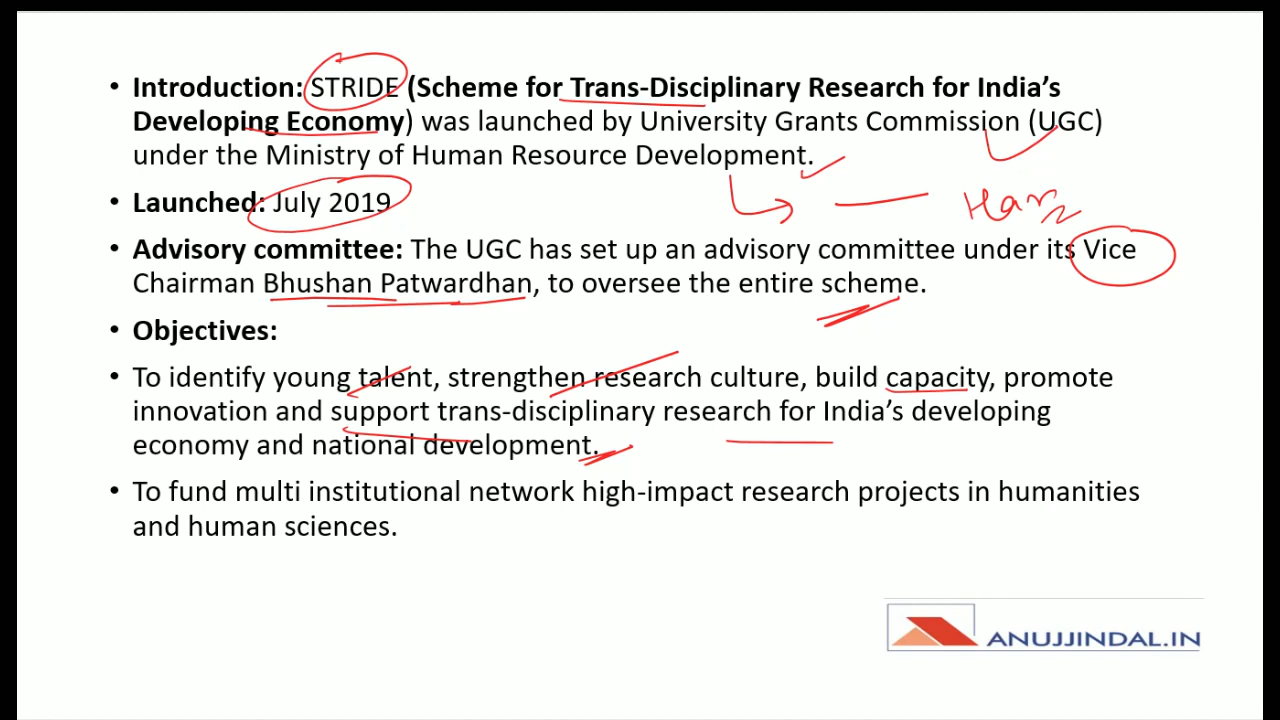 • Introduction: STRIDE (Scheme for Trans-Disciplinary Research for India's
Developing Economy) was launched by University Grants Commission (UGC)
under the Ministry of Human Resource Development.
• Launched: July 2019
• Advisory committee: The UGC has set up an advisory committee under its Vice
Chairman Bhushan Patwardhan, to oversee the entire scheme.
• Objectives:
• To identify young talent, strengthen research culture, build capacity, promote
innovation and support trans-disciplinary research for India's developing
economy and national development.
• To fund multi institutional network high-impact research projects in humanities
and human sciences.
ANUJJINDAL.IN